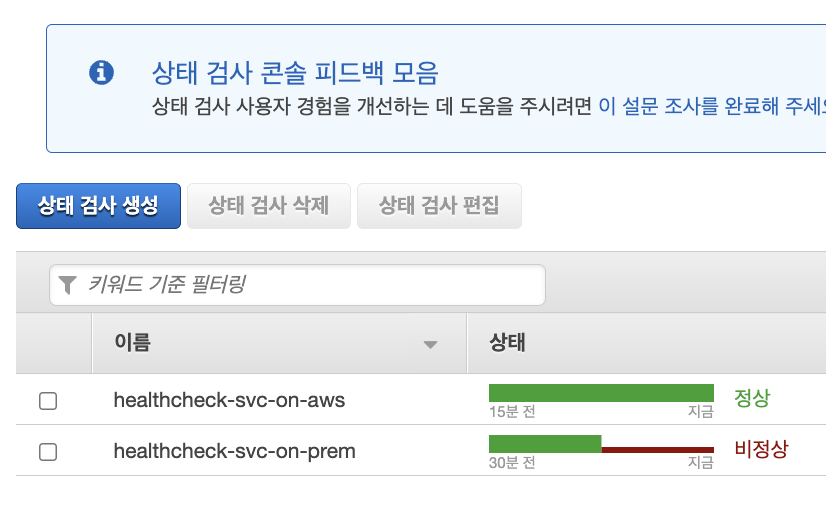 상태 검사 콘솔 피드백 모음
상태 검사 사용자 경험을 개선하는 데 도움을 주시려면 이 설문 조사를 완료해 주세요
상태 검사 생성 상태 검사 삭제 상태 검사 편집
키워드 기준 필터링
이름 상태
healthcheck-svc-on-aws 정상
15분 전 지금
healthcheck-svc-on-prem 비정상
30분 전 지금